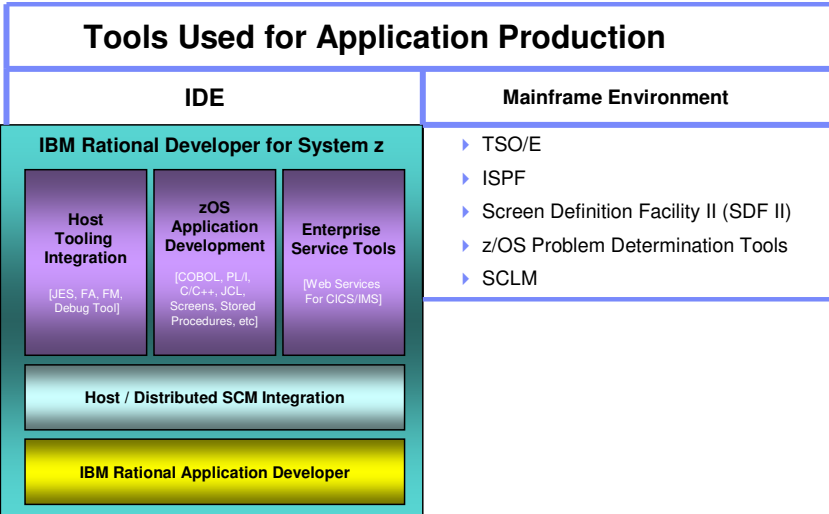 Tools Used for Application Production
IDE
Mainframe Environment
IBM Rational Developer for System z
Host
Tooling
Integration
[JES, FA, FM,
Debug Tool]
zOS
Application
Development
[COBOL, PL/I,
C/C++, JCL,
Screens, Stored
Procedures, etc]
Enterprise
Service Tools
[Web Services
For CICS/IMS]
Host / Distributed SCM Integration
IBM Rational Application Developer
TSO/E
ISPF
Screen Definition Facility II (SDF II)
z/OS Problem Determination Tools
SCLM